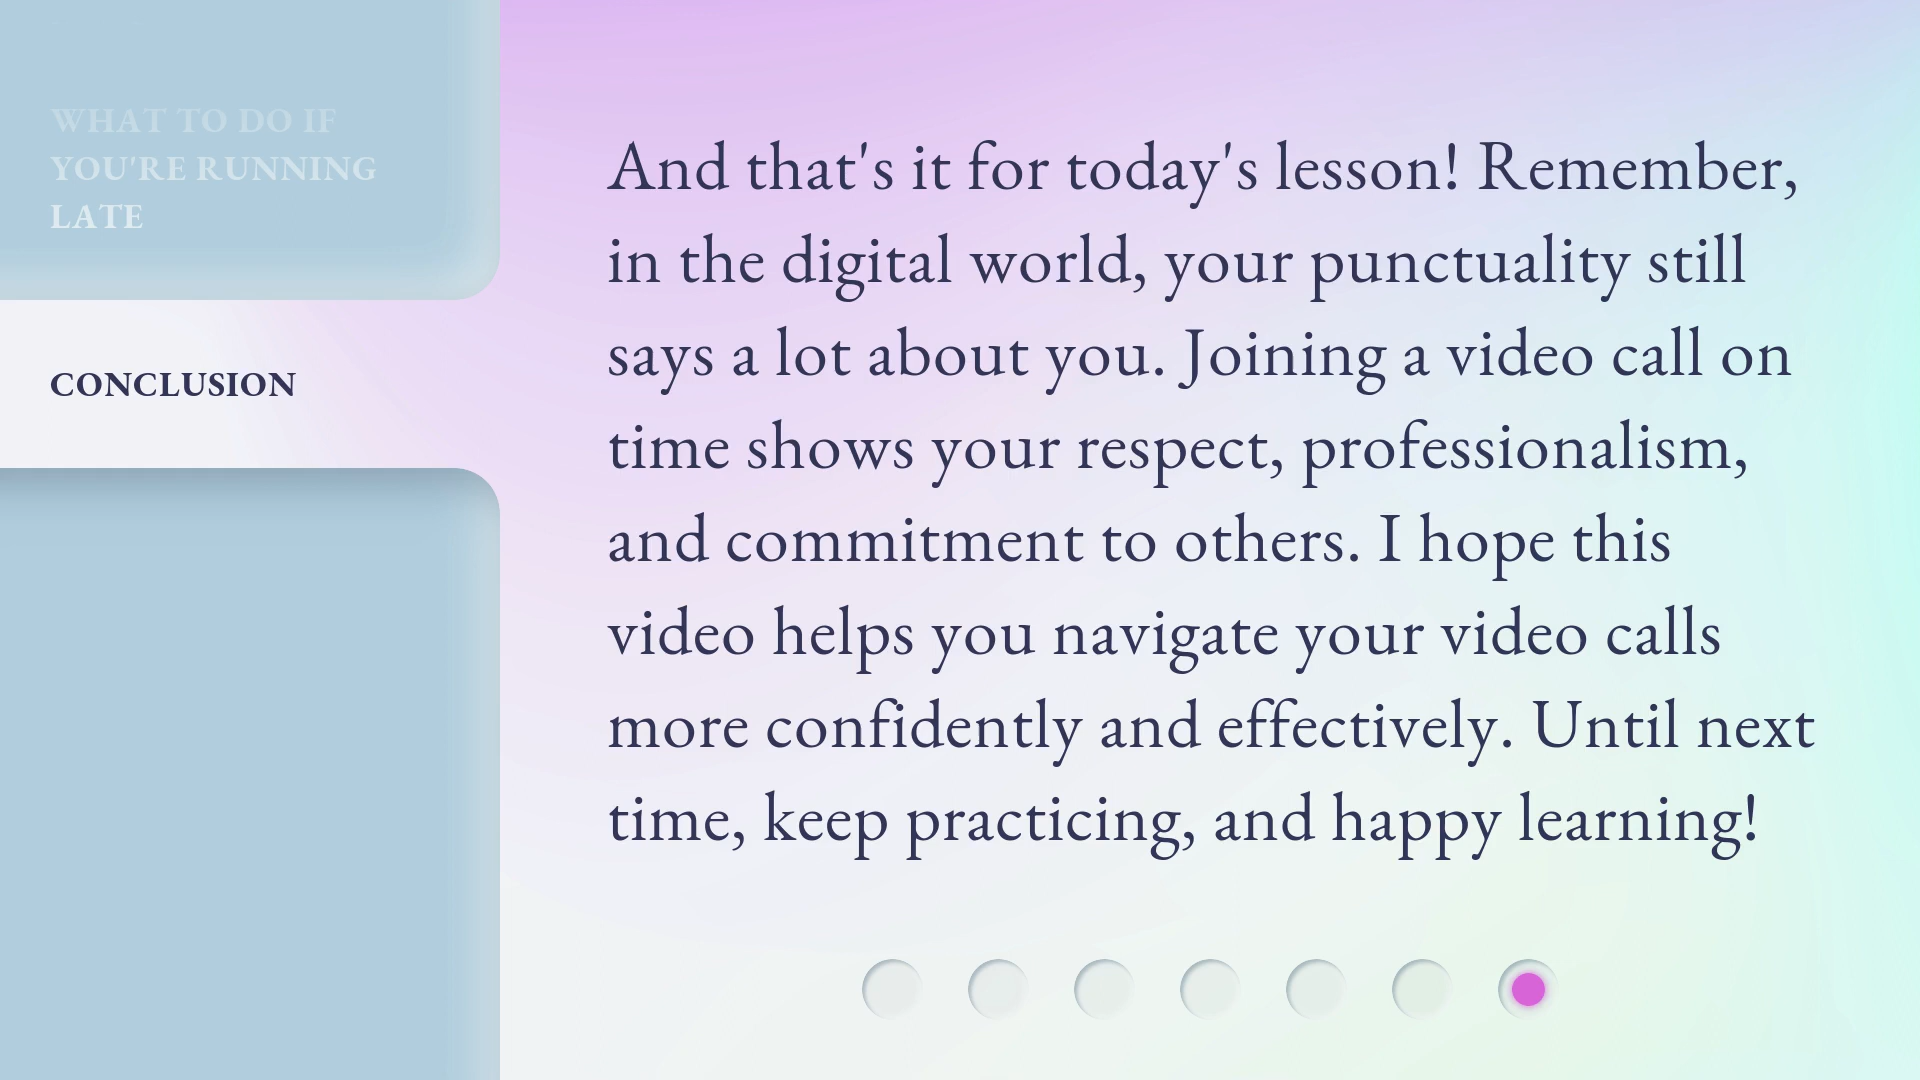 WHAT TO DO IF
YOU'RE RUNNING
LATE
CONCLUSION
And that's it for today's lesson! Remember,
in the digital world, your punctuality still
says a lot about you. Joining a video call on
time shows your respect, professionalism,
and commitment to others. I hope this
video helps you navigate your video calls
more confidently and effectively. Until next
time, keep practicing, and happy learning!